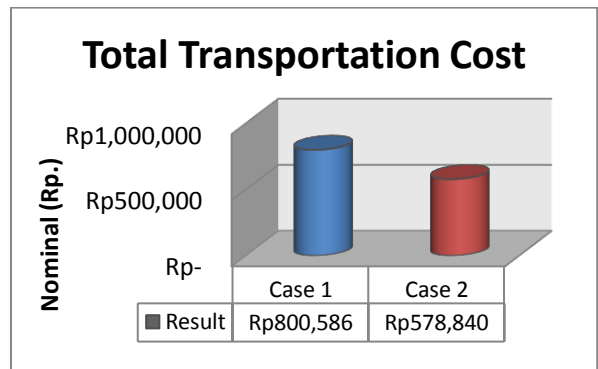 Total Transportation Cost
Nominal (Rp.)
Rp1,000,000
Rp500,000
Rp-
Case 1 Case 2
Result Rp800,586 Rp578,840